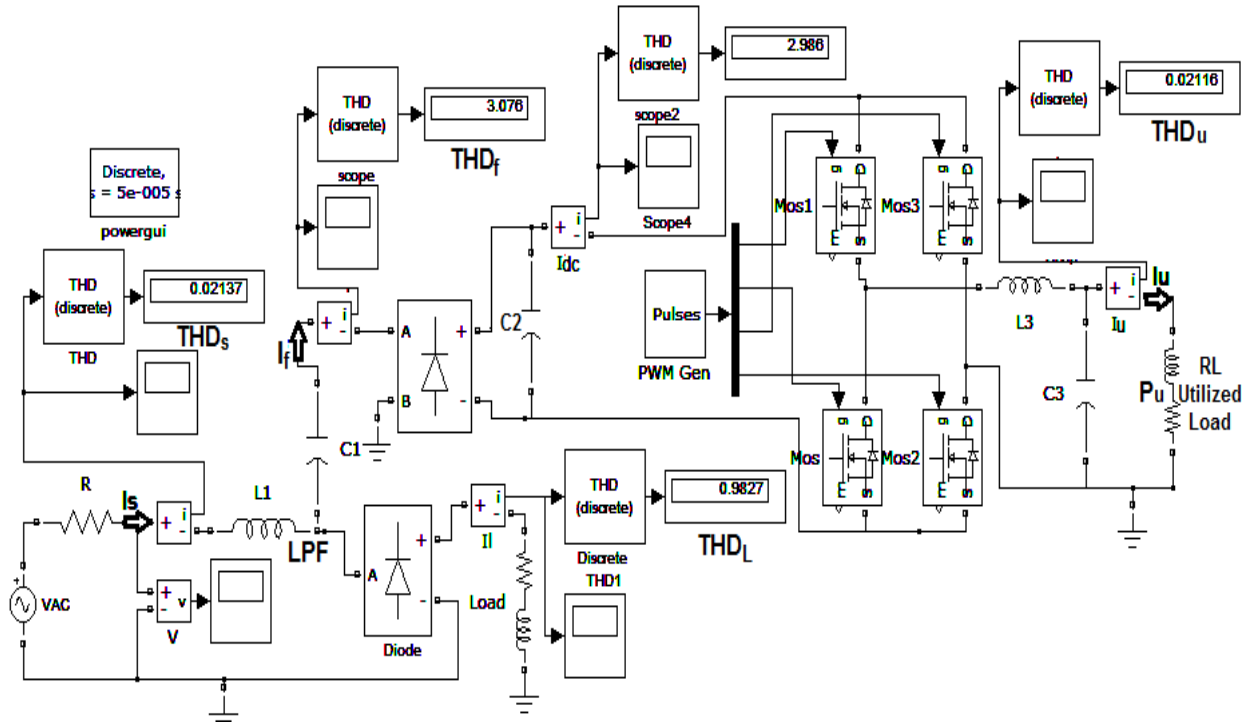 THD
(discrete)
2.986
scope2
THD
(discrete)
0.02116
THDu
THD
(discrete)
3.076
THDf
scope
Discrete,
s = 5e-005 s
powergui
Scope4
THD
(discrete)
0.02137
THDs
THD
+ i
-
Idc
g D
Mos1
E S
g D
Mos3
E S
Iu
+ i
-
Iu
L3
If
+ i
-
A +
B -
C2
Pulses
PWM Gen
C1
C3
Pu
RL
Utilized
Load
g D
Mos
E S
g D
Mos2
E S
R
Is
+ i
-
L1
LPF
A +
-
Diode
+ i
-
Il
Load
THD
(discrete)
0.9827
THDL
Discrete
THD1
+
VAC
+ v
-
V